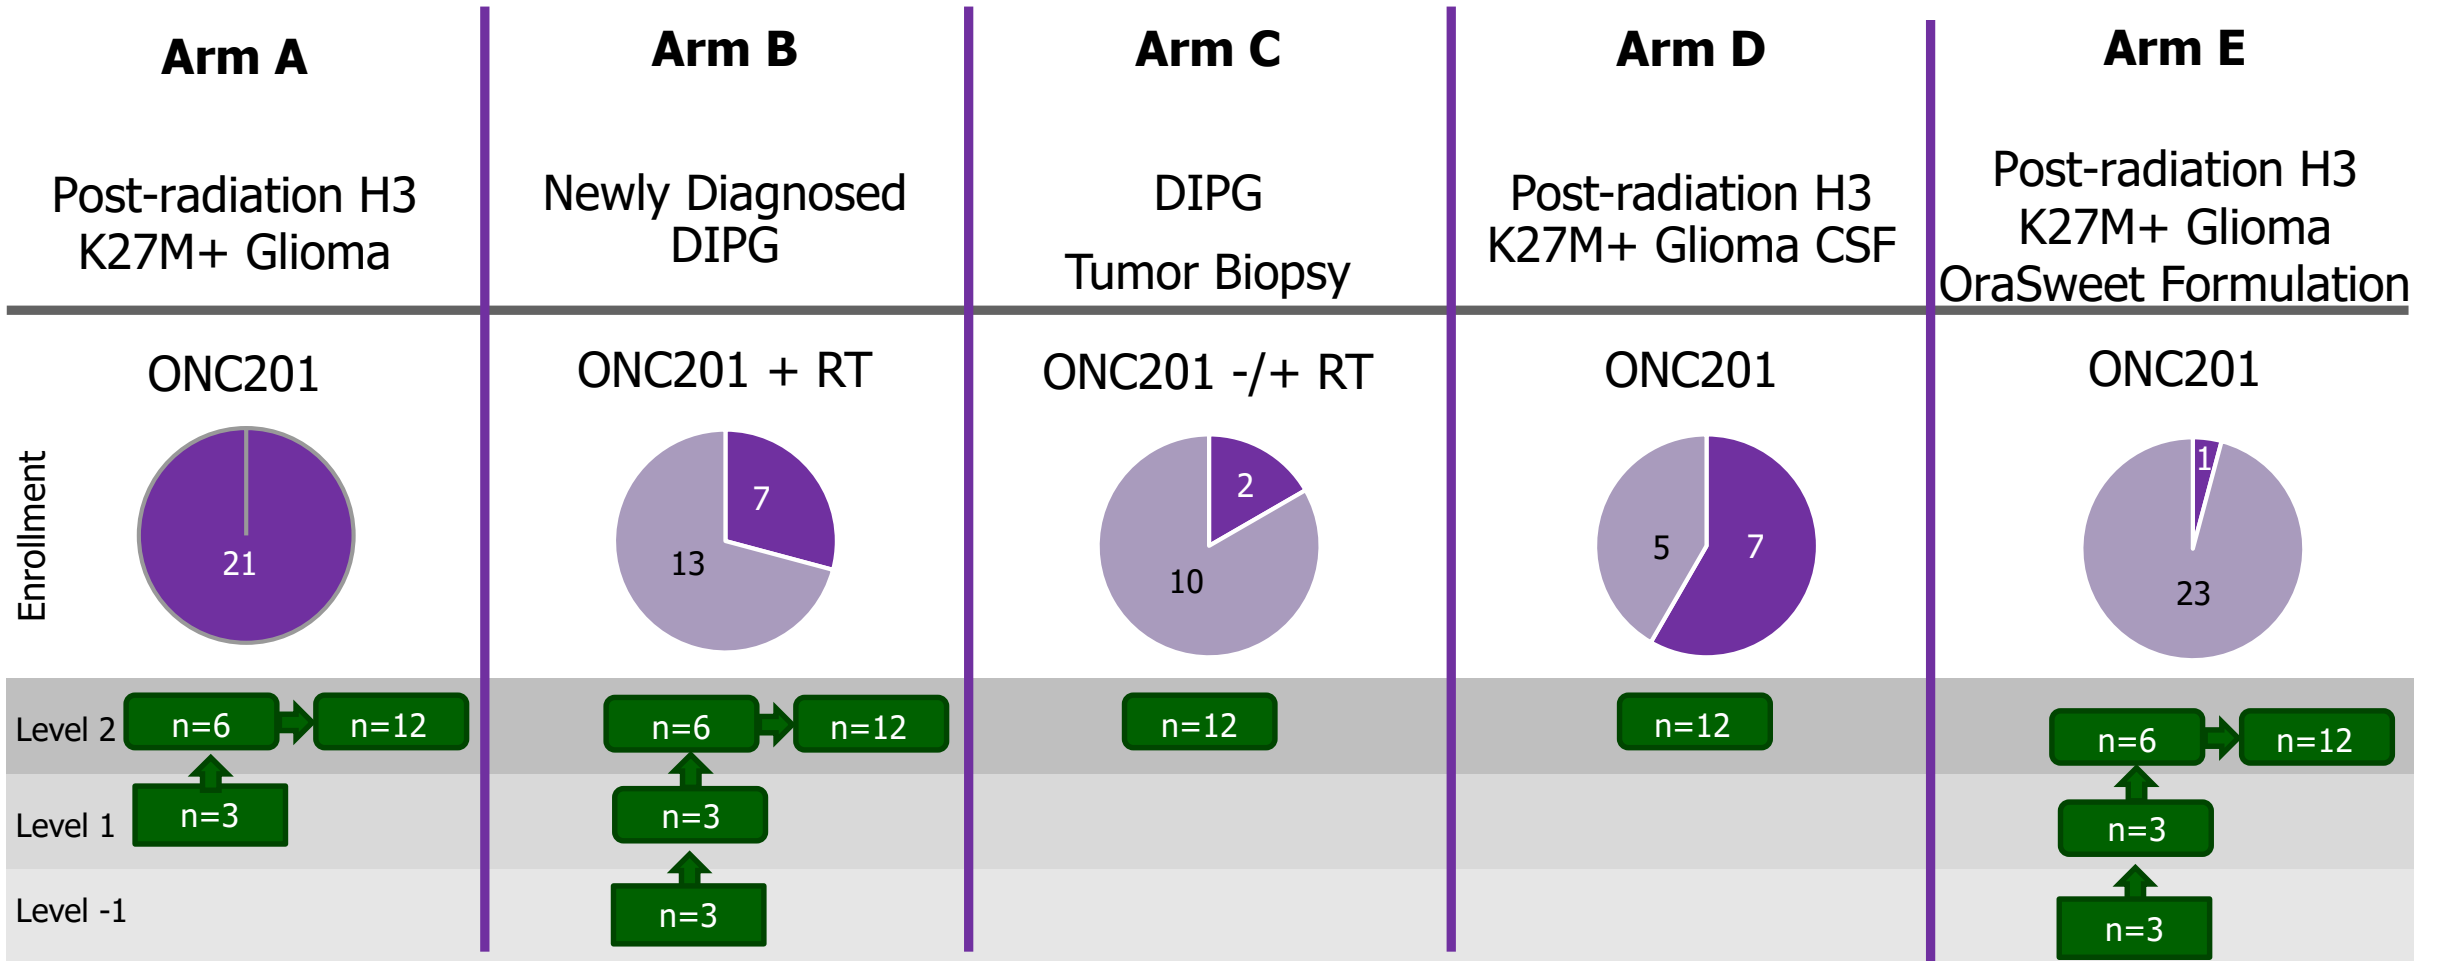 Arm A
Arm B
Arm C
Arm D
Arm E
Post-radiation H3
K27M+ Glioma
Newly Diagnosed
DIPG
DIPG
Tumor Biopsy
Post-radiation H3
K27M+ Glioma CSF
Post-radiation H3
K27M+ Glioma
OraSweet Formulation
ONC201
ONC201 + RT
ONC201 -/+ RT
ONC201
ONC201
Enrollment
21
7
13
2
10
5
7
1
23
Level 2
n=6
n=12
n=6
n=12
n=12
n=12
n=6
n=12
Level 1
n=3
n=3
n=3
Level -1
n=3
n=3